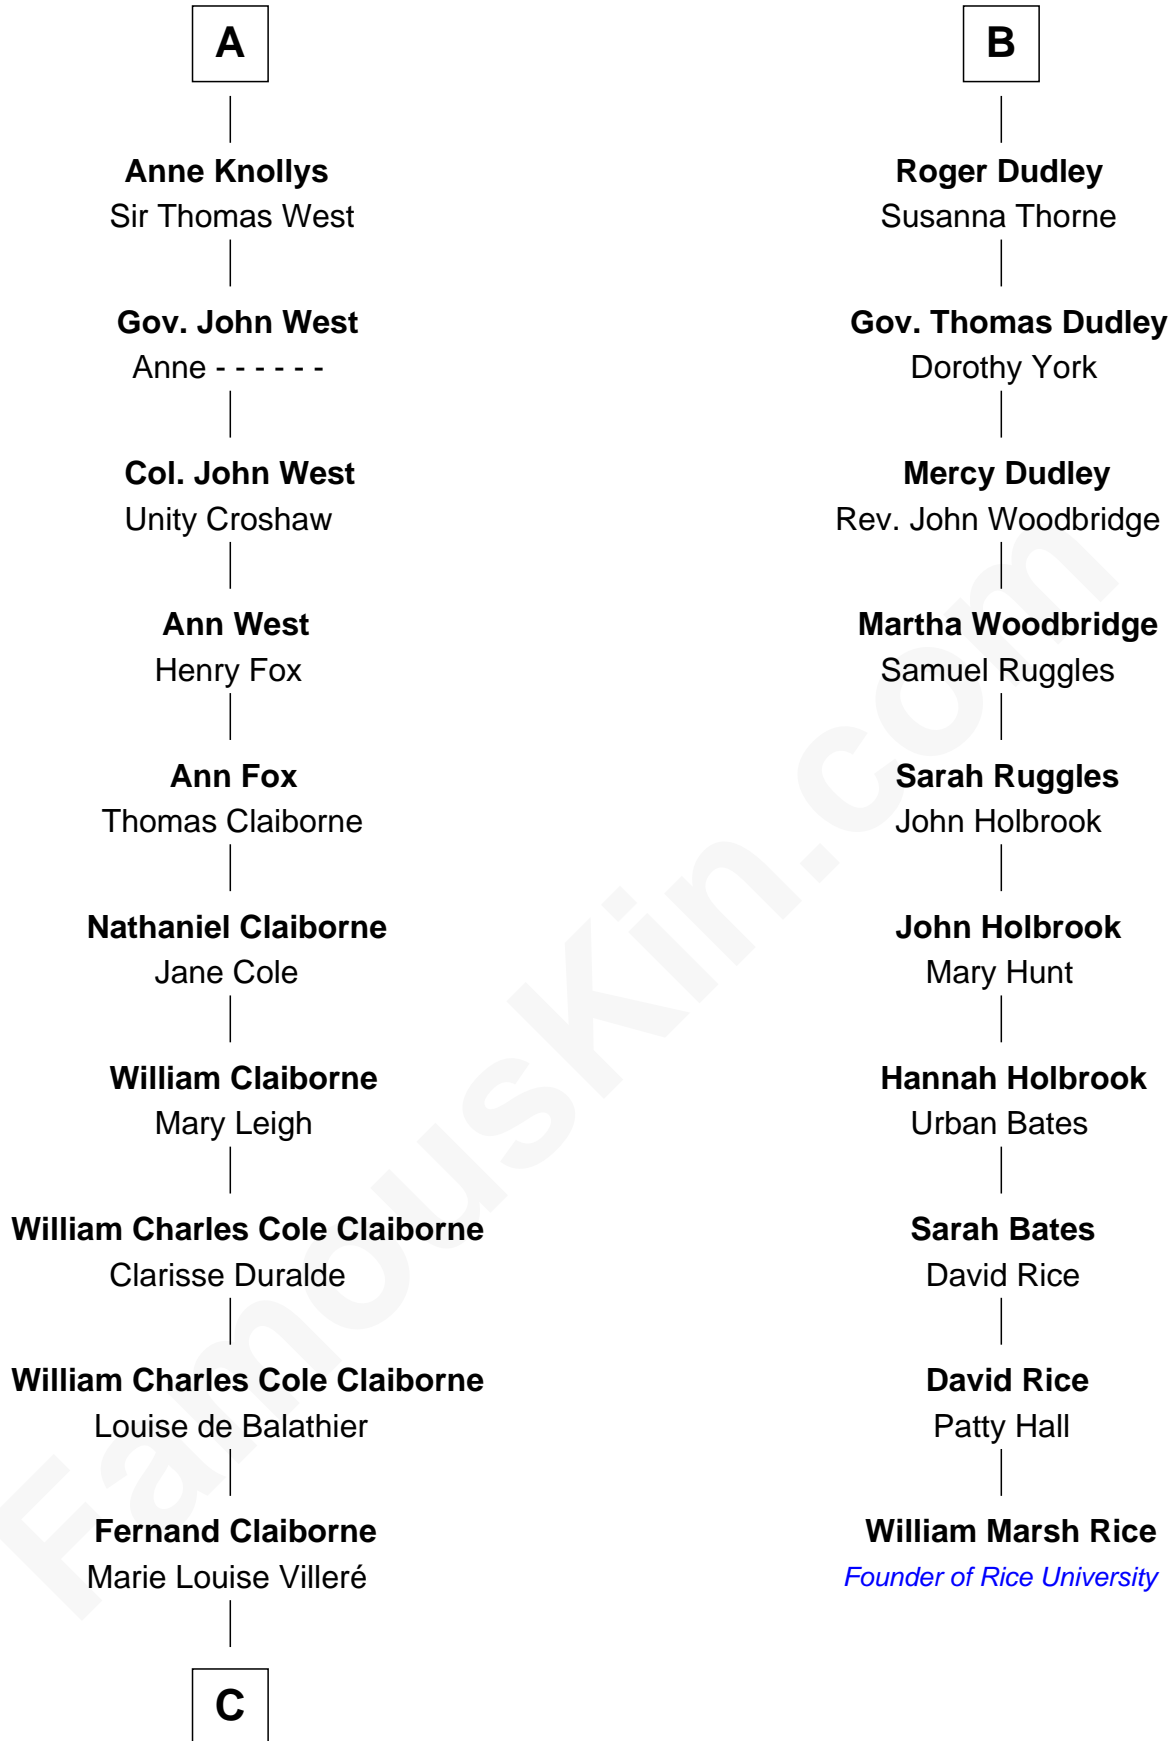 A
Anne Knollys
Sir Thomas West
Gov. John West
Anne - - - - - -
Col. John West
Unity Croshaw
Ann West
Henry Fox
Ann Fox
Thomas Claiborne
Nathaniel Claiborne
Jane Cole
William Claiborne
Mary Leigh
William Charles Cole Claiborne
Clarisse Duralde
William Charles Cole Claiborne
Louise de Balathier
Fernand Claiborne
Marie Louise Villeré
C
B
Roger Dudley
Susanna Thorne
Gov. Thomas Dudley
Dorothy York
Mercy Dudley
Rev. John Woodbridge
Martha Woodbridge
Samuel Ruggles
Sarah Ruggles
John Holbrook
John Holbrook
Mary Hunt
Hannah Holbrook
Urban Bates
Sarah Bates
David Rice
David Rice
Patty Hall
William Marsh Rice
Founder of Rice University
FamousKin.com